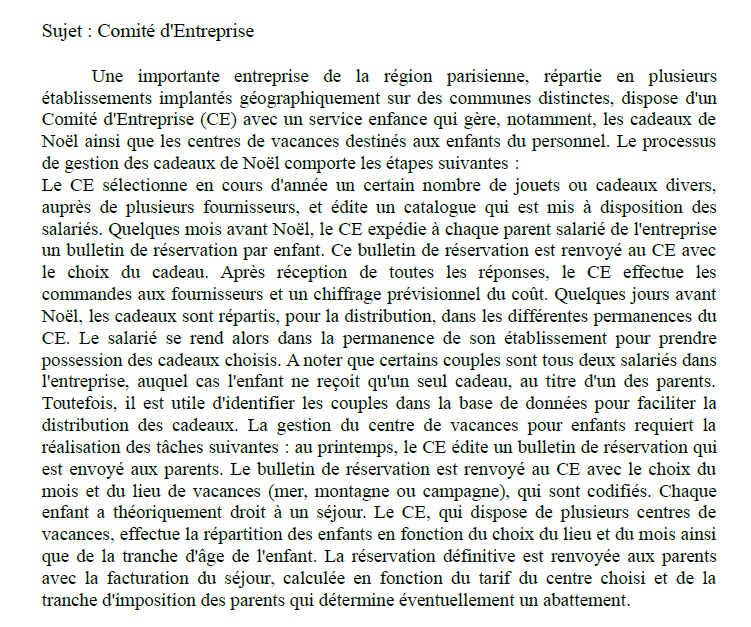 Sujet : Comité d'Entreprise
Une importante entreprise de la région parisienne, répartie en plusieurs
établissements implantés géographiquement sur des communes distinctes, dispose d'un
Comité d'Entreprise (CE) avec un service enfance qui gère, notamment, les cadeaux de
Noël ainsi que les centres de vacances destinés aux enfants du personnel. Le processus
de gestion des cadeaux de Noël comporte les étapes suivantes :
Le CE sélectionne en cours d'année un certain nombre de jouets ou cadeaux divers,
auprès de plusieurs fournisseurs, et édite un catalogue qui est mis à disposition des
salariés. Quelques mois avant Noël, le CE expédie à chaque parent salarié de l'entreprise
un bulletin de réservation par enfant. Ce bulletin de réservation est renvoyé au CE avec
le choix du cadeau. Après réception de toutes les réponses, le CE effectue les
commandes aux fournisseurs et un chiffrage prévisionnel du coût. Quelques jours avant
Noël, les cadeaux sont répartis, pour la distribution, dans les différentes permanences du
CE. Le salarié se rend alors dans la permanence de son établissement pour prendre
possession des cadeaux choisis. A noter que certains couples sont tous deux salariés dans
l'entreprise, auquel cas l'enfant ne reçoit qu'un seul cadeau, au titre d'un des parents.
Toutefois, il est utile d'identifier les couples dans la base de données pour faciliter la
distribution des cadeaux. La gestion du centre de vacances pour enfants requiert la
réalisation des tâches suivantes : au printemps, le CE édite un bulletin de réservation qui
est envoyé aux parents. Le bulletin de réservation est renvoyé au CE avec le choix du
mois et du lieu de vacances (mer, montagne ou campagne), qui sont codifiés. Chaque
enfant a théoriquement droit à un séjour. Le CE, qui dispose de plusieurs centres de
vacances, effectue la répartition des enfants en fonction du choix du lieu et du mois ainsi
que de la tranche d'âge de l'enfant. La réservation définitive est renvoyée aux parents
avec la facturation du séjour, calculée en fonction du tarif du centre choisi et de la
tranche d'imposition des parents qui détermine éventuellement un abattement.